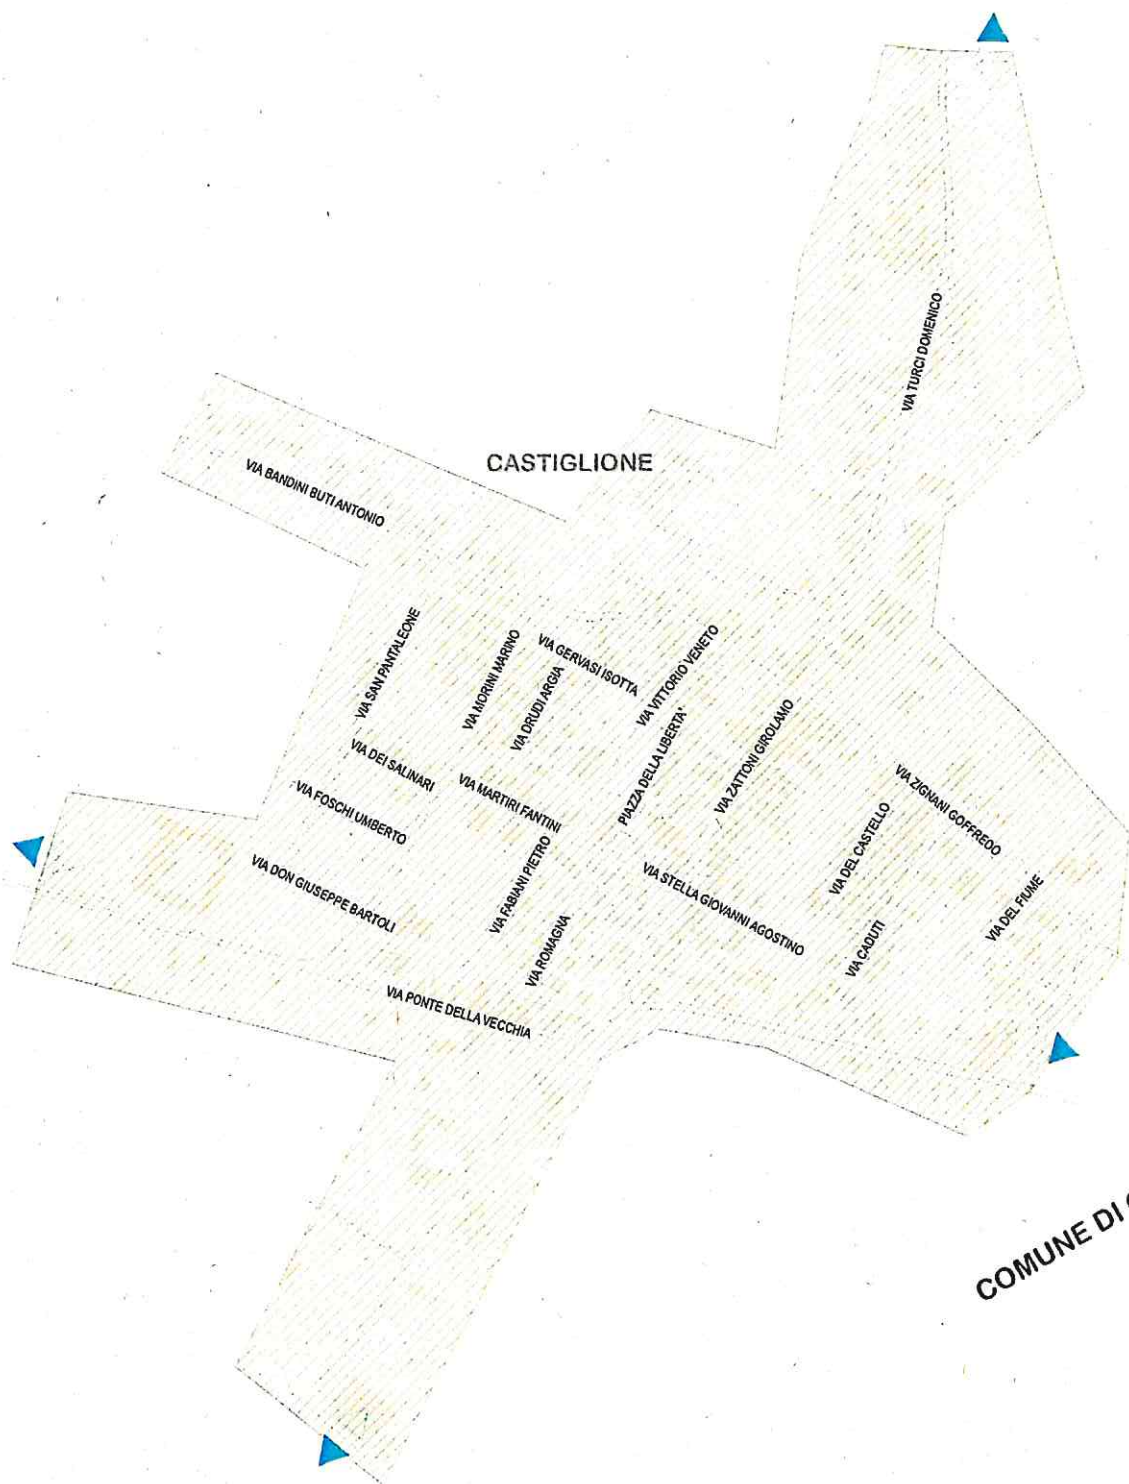 VIA TURCI DOMENICO
CASTIGLIONE
VIA BANDINI BUTI ANTONIO
VIA SAN PANTALEONE
VIA MORINI MARINO
VIA GERVASI ISOTTA
VIA DRUDI ARGIA
VIA VITTORIO VENETO
PIAZZA DELLA LIBERTA'
VIA ZATTONI GIROLAMO
VIA DEI SALINARI
VIA MARTIRI FANTINI
VIA FOSCHI UMBERTO
VIA ZIGNANI GOFFREDO
VIA DEL CASTELLO
VIA DON GIUSEPPE BARTOLI
VIA FABIANI PIETRO
VIA STELLA GIOVANNI AGOSTINO
VIA DEL FIUME
VIA ROMAGNA
VIA CADUTI
VIA PONTE DELLA VECCHIA
COMUNE DI